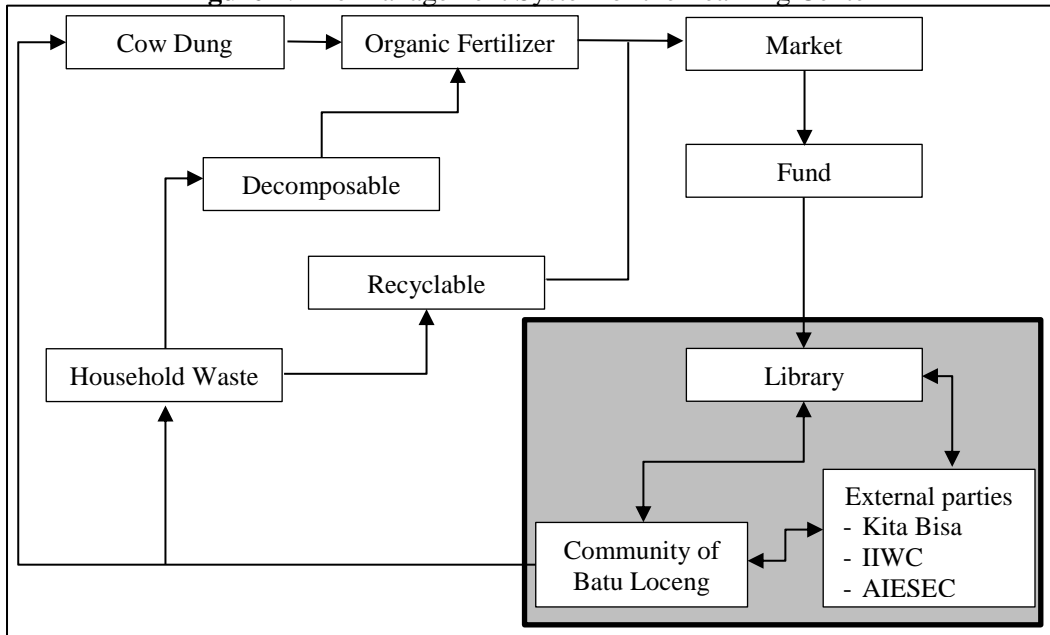 Cow Dung
Organic Fertilizer
Market
Decomposable
Fund
Recyclable
Household Waste
Library
External parties
- Kita Bisa
- IIWC
- AIESEC
Community of
Batu Loceng